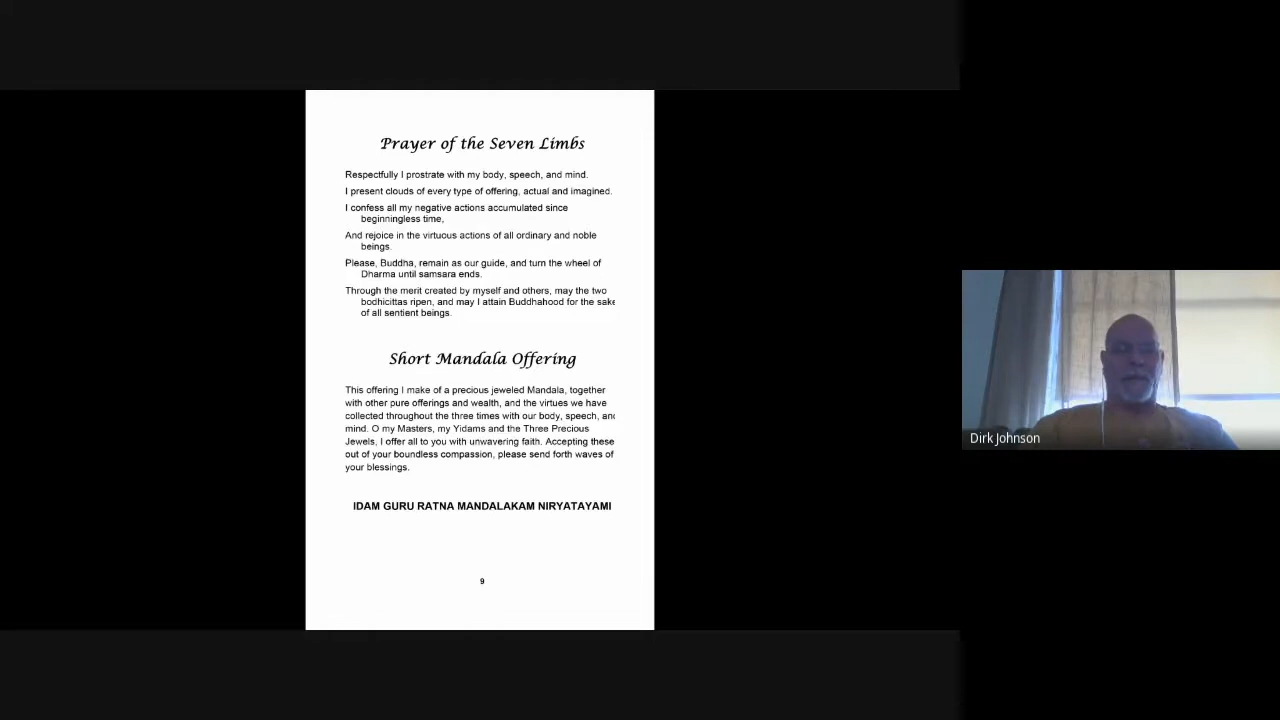 Prayer of the Seven Limbs
Respectfully I prostrate with my body, speech, and mind.
I present clouds of every type of offering, actual and imagined.
I confess all my negative actions accumulated since
beginningless time,
And rejoice in the virtuous actions of all ordinary and noble
beings.
Please, Buddha, remain as our guide, and turn the wheel of
Dharma until samsara ends.
Through the merit created by myself and others, may the two
bodhicittas ripen, and may I attain Buddhahood for the sake
of all sentient beings.
Short Mandala Offering
This offering I make of a precious jeweled Mandala, together
with other pure offerings and wealth, and the virtues we have
collected throughout the three times with our body, speech, and
mind. O my Masters, my Yidams and the Three Precious
Jewels, I offer all to you with unwavering faith. Accepting these
out of your boundless compassion, please send forth waves of
your blessings.
IDAM GURU RATNA MANDALAKAM NIRYATAYAMI
9
Dirk Johnson